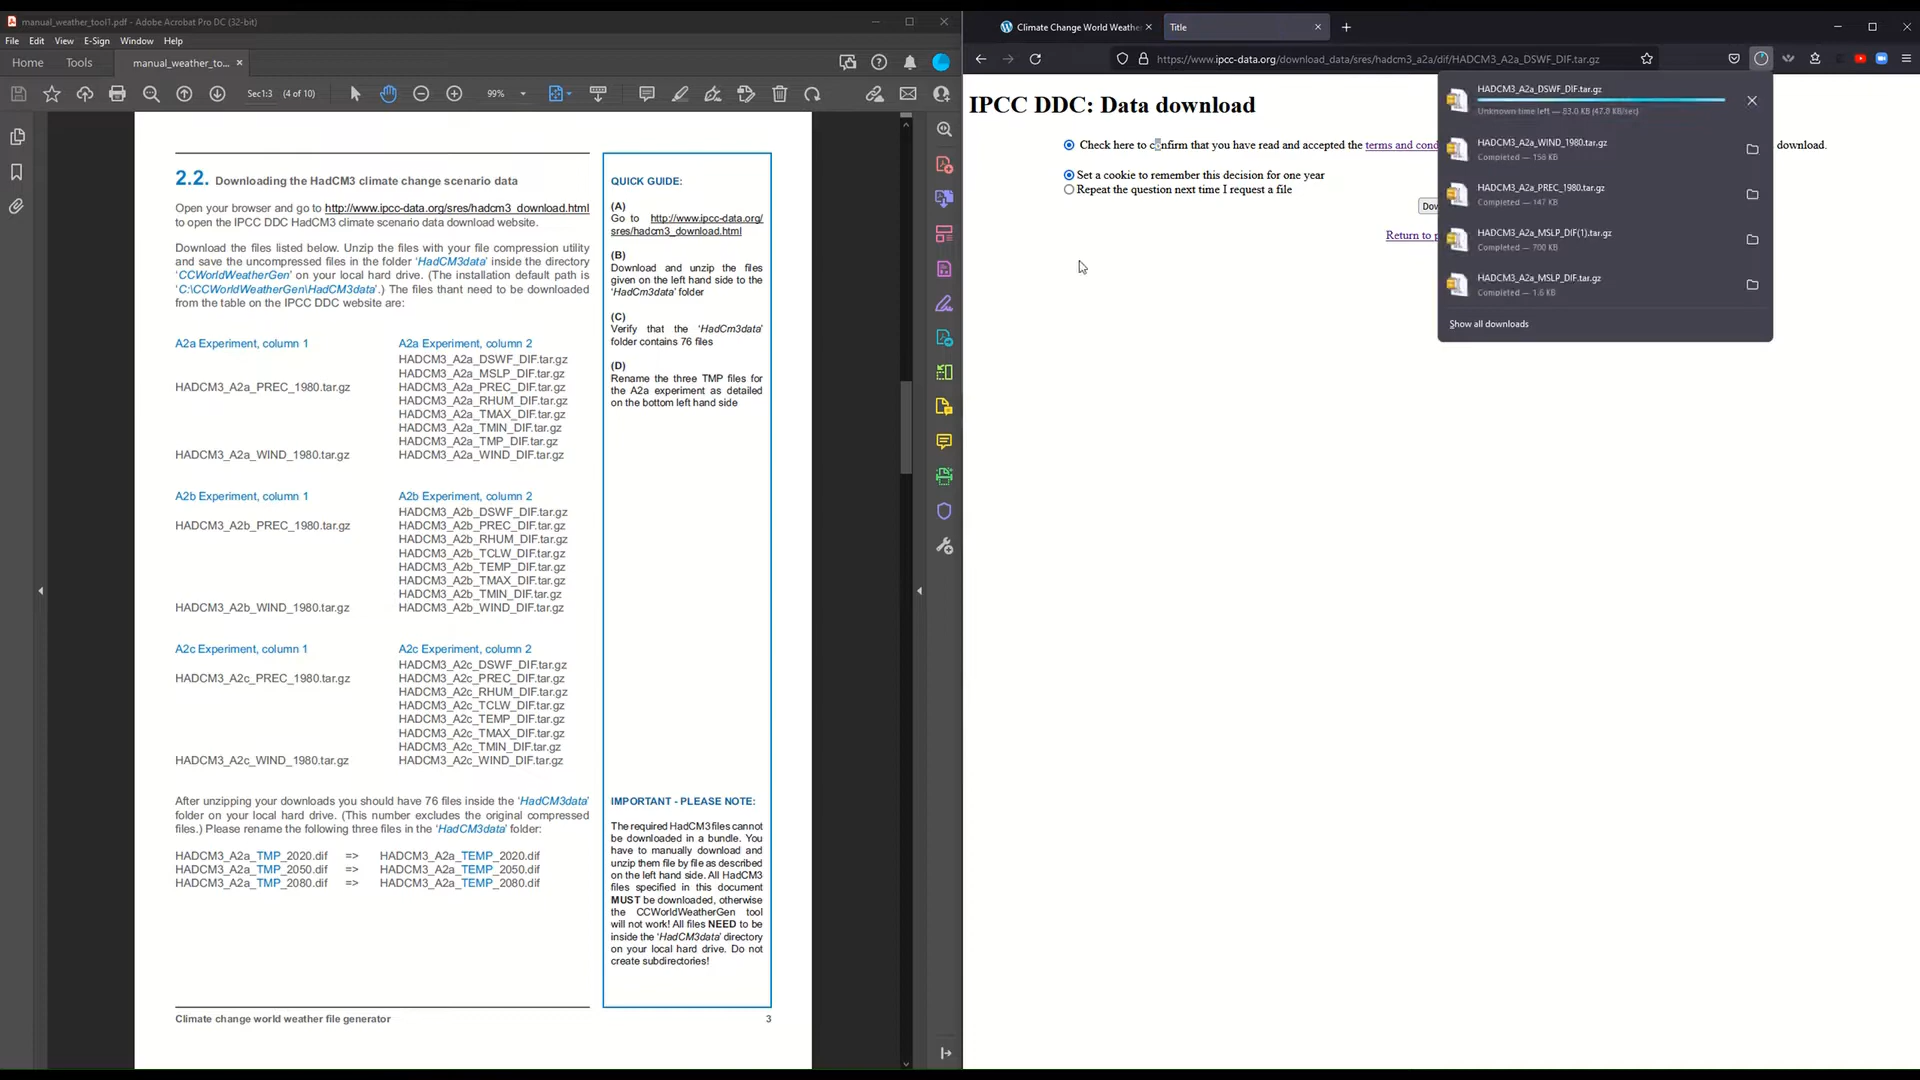 manual_weather_tool1.pdf - Adobe Acrobat Pro DC (32-bit)
File Edit View E-Sign Window Help
Home Tools manual_weather_to... ×
Sec1:3 (4 of 10) 99%
2.2. Downloading the HadCM3 climate change scenario data
Open your browser and go to http://www.ipcc-data.org/sres/hadcm3_download.html
to open the IPCC DDC HadCM3 climate scenario data download website.
Download the files listed below. Unzip the files with your file compression utility
and save the uncompressed files in the folder ‘HadCM3data’ inside the directory
‘CCWorldWeatherGen’ on your local hard drive. (The installation default path is
‘C:\CCWorldWeatherGen\HadCM3data’.) The files thant need to be downloaded
from the table on the IPCC DDC website are:
A2a Experiment, column 1 A2a Experiment, column 2
HADCM3_A2a_DSWF_DIF.tar.gz
HADCM3_A2a_MSLP_DIF.tar.gz
HADCM3_A2a_PREC_1980.tar.gz HADCM3_A2a_PREC_DIF.tar.gz
HADCM3_A2a_RHUM_DIF.tar.gz
HADCM3_A2a_TMAX_DIF.tar.gz
HADCM3_A2a_TMIN_DIF.tar.gz
HADCM3_A2a_TMP_DIF.tar.gz
HADCM3_A2a_WIND_1980.tar.gz HADCM3_A2a_WIND_DIF.tar.gz
A2b Experiment, column 1 A2b Experiment, column 2
HADCM3_A2b_DSWF_DIF.tar.gz
HADCM3_A2b_PREC_1980.tar.gz HADCM3_A2b_PREC_DIF.tar.gz
HADCM3_A2b_RHUM_DIF.tar.gz
HADCM3_A2b_TCLW_DIF.tar.gz
HADCM3_A2b_TEMP_DIF.tar.gz
HADCM3_A2b_TMAX_DIF.tar.gz
HADCM3_A2b_TMIN_DIF.tar.gz
HADCM3_A2b_WIND_1980.tar.gz HADCM3_A2b_WIND_DIF.tar.gz
A2c Experiment, column 1 A2c Experiment, column 2
HADCM3_A2c_DSWF_DIF.tar.gz
HADCM3_A2c_PREC_1980.tar.gz HADCM3_A2c_PREC_DIF.tar.gz
HADCM3_A2c_RHUM_DIF.tar.gz
HADCM3_A2c_TCLW_DIF.tar.gz
HADCM3_A2c_TEMP_DIF.tar.gz
HADCM3_A2c_TMAX_DIF.tar.gz
HADCM3_A2c_TMIN_DIF.tar.gz
HADCM3_A2c_WIND_1980.tar.gz HADCM3_A2c_WIND_DIF.tar.gz
After unzipping your downloads you should have 76 files inside the ‘HadCM3data’
folder on your local hard drive. (This number excludes the original compressed
files.) Please rename the following three files in the ‘HadCM3data’ folder:
HADCM3_A2a_TMP_2020.dif => HADCM3_A2a_TEMP_2020.dif
HADCM3_A2a_TMP_2050.dif => HADCM3_A2a_TEMP_2050.dif
HADCM3_A2a_TMP_2080.dif => HADCM3_A2a_TEMP_2080.dif
QUICK GUIDE:
(A)
Go to http://www.ipcc-data.org/
sres/hadcm3_download.html
(B)
Download and unzip the files
given on the left hand side to the
‘HadCm3data’ folder
(C)
Verify that the ‘HadCm3data’
folder contains 76 files
(D)
Rename the three TMP files for
the A2a experiment as detailed
on the bottom left hand side
IMPORTANT - PLEASE NOTE:
The required HadCM3 files cannot
be downloaded in a bundle. You
have to manually download and
unzip them file by file as described
on the left hand side. All HadCM3
files specified in this document
MUST be downloaded, otherwise
the CCWorldWeatherGen tool
will not work! All files NEED to be
inside the ‘HadCM3data’ directory
on your local hard drive. Do not
create subdirectories!
Climate change world weather file generator 3
Climate Change World Weathe × Title ×
https://www.ipcc-data.org/download_data/sres/hadcm3_a2a/dif/HADCM3_A2a_DSWF_DIF.tar.gz
IPCC DDC: Data download
Check here to confirm that you have read and accepted the terms and cond download.
Set a cookie to remember this decision for one year
Repeat the question next time I request a file
Dow
Return to p
HADCM3_A2a_DSWF_DIF.tar.gz
Unknown time left — 83.0 KB (47.0 KB/sec)
HADCM3_A2a_WIND_1980.tar.gz
Completed — 156 KB
HADCM3_A2a_PREC_1980.tar.gz
Completed — 147 KB
HADCM3_A2a_MSLP_DIF(1).tar.gz
Completed — 700 KB
HADCM3_A2a_MSLP_DIF.tar.gz
Completed — 1.6 KB
Show all downloads